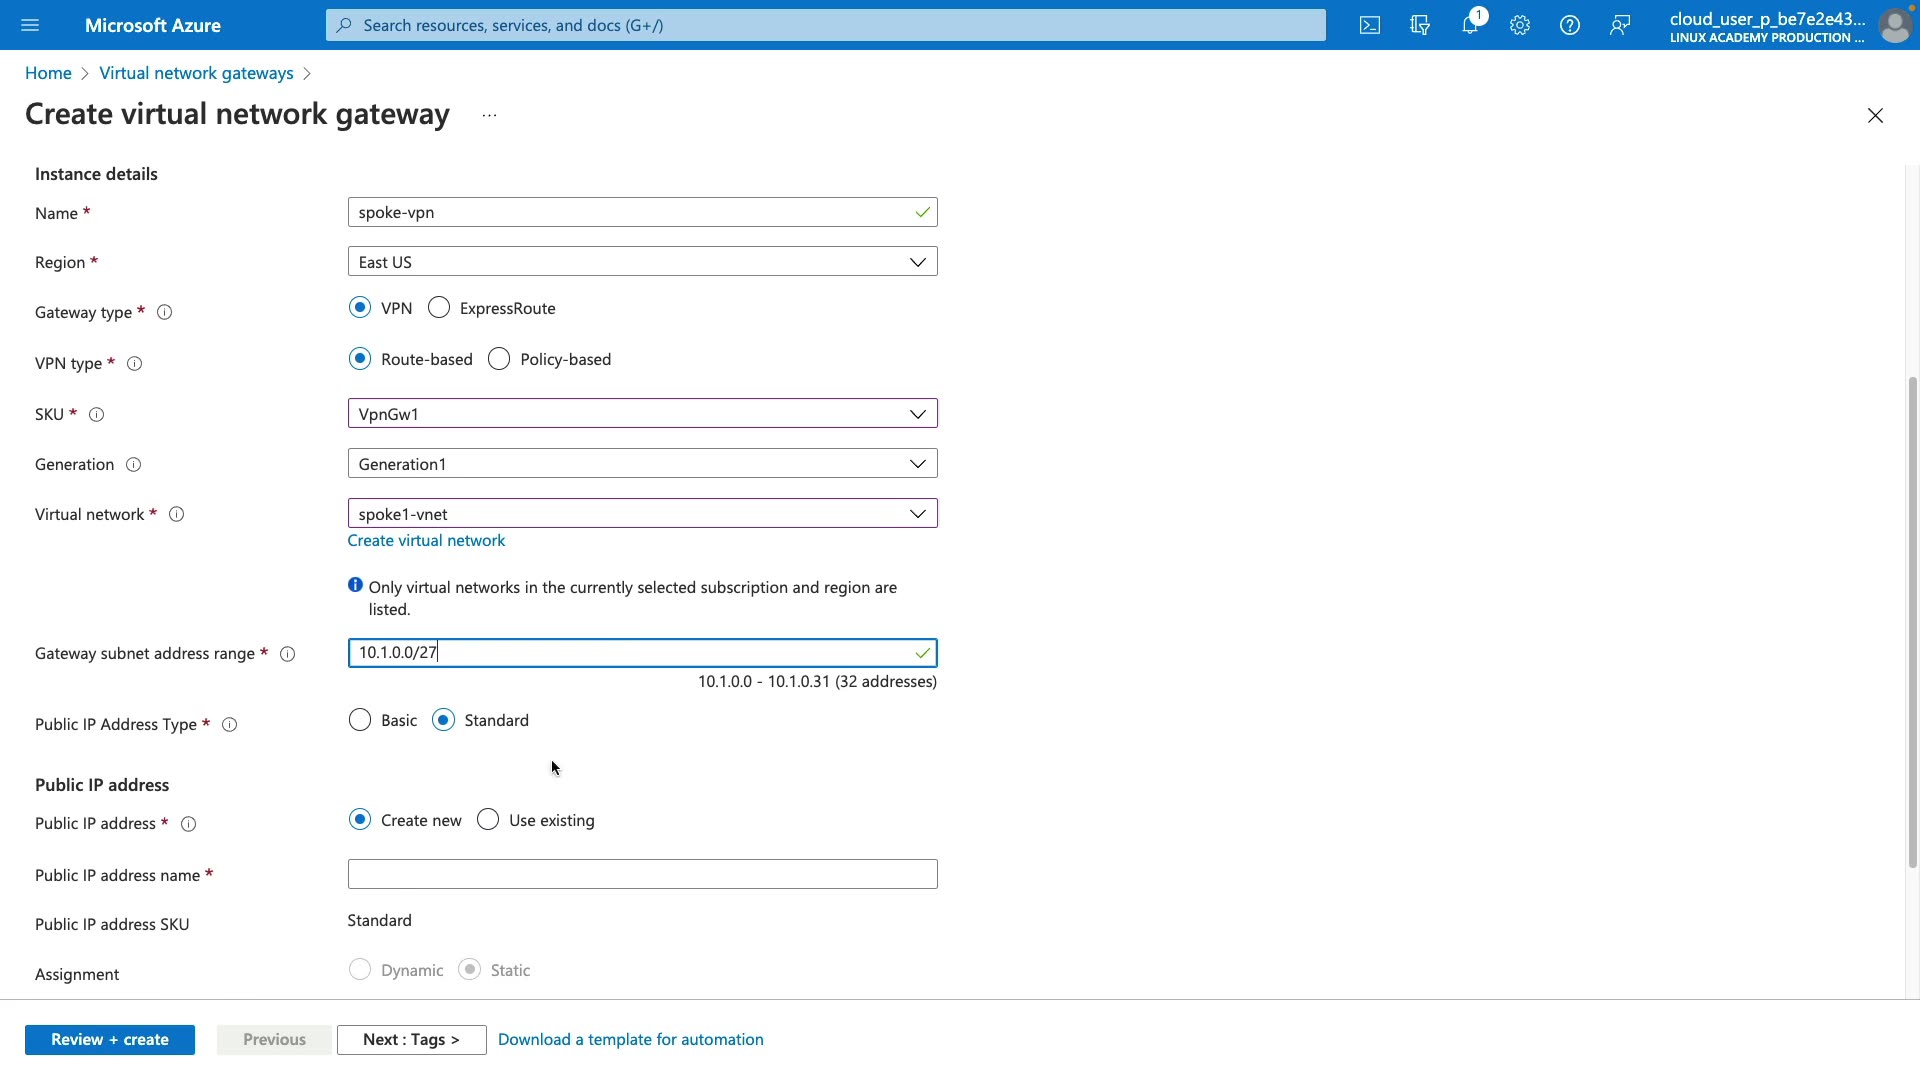 Microsoft Azure
Search resources, services, and docs (G+/)
1
cloud_user_p_be7e2e43...
LINUX ACADEMY PRODUCTION ...
Home > Virtual network gateways >
Create virtual network gateway ...
Instance details
Name *
spoke-vpn
Region *
East US
Gateway type *
VPN ExpressRoute
VPN type *
Route-based Policy-based
SKU *
VpnGw1
Generation
Generation1
Virtual network *
spoke1-vnet
Create virtual network
Only virtual networks in the currently selected subscription and region are
listed.
Gateway subnet address range *
10.1.0.0/27
10.1.0.0 - 10.1.0.31 (32 addresses)
Public IP Address Type *
Basic Standard
Public IP address
Public IP address *
Create new Use existing
Public IP address name *
Public IP address SKU
Standard
Assignment
Dynamic Static
Review + create
Previous
Next : Tags >
Download a template for automation